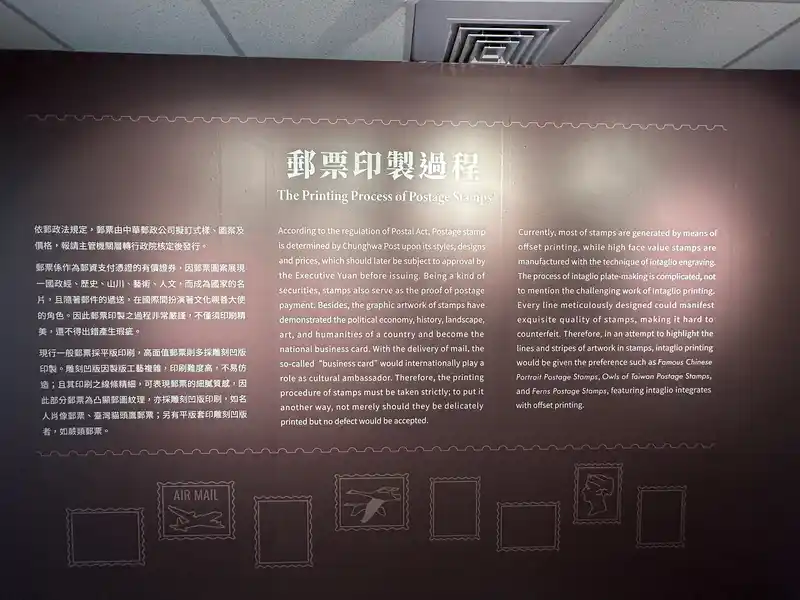 郵票印製過程
The Printing Process of Postage Stamps
依郵政法規定，郵票由中華郵政公司擬訂式樣、圖案及
價格，報請主管機關層轉行政院核定後發行。
郵票係作為郵資支付憑證的有價證券，因郵票圖案展現
一國政經、歷史、山川、藝術、人文，而成為國家的名
片，且隨著郵件的遞送，在國際間扮演著文化親善大使
的角色。因此郵票印製之過程非常嚴謹，不僅須印刷精
美，還不得出錯產生瑕疵。
現行一般郵票採平版印刷，高面值郵票則多採雕刻凹版
印製。雕刻凹版因製版工藝複雜，印刷難度高，不易仿
造；且其印刷之線條精細，可表現郵票的細膩質感，因
此部分郵票為凸顯郵圖紋理，亦採雕刻凹版印刷，如名
人肖像郵票、臺灣貓頭鷹郵票；另有平版套印雕刻凹版
者，如蕨類郵票。
According to the regulation of Postal Act, Postage stamp
is determined by Chunghwa Post upon its styles, designs
and prices, which should later be subject to approval by
the Executive Yuan before issuing. Being a kind of
securities, stamps also serve as the proof of postage
payment. Besides, the graphic artwork of stamps have
demonstrated the political economy, history, landscape,
art, and humanities of a country and become the
national business card. With the delivery of mail, the
so-called "business card" would internationally play a
role as cultural ambassador. Therefore, the printing
procedure of stamps must be taken strictly; to put it
another way, not merely should they be delicately
printed but no defect would be accepted.
Currently, most of stamps are generated by means of
offset printing, while high face value stamps are
manufactured with the technique of intaglio engraving.
The process of intaglio plate-making is complicated, not
to mention the challenging work of intaglio printing.
Every line meticulously designed could manifest
exquisite quality of stamps, making it hard to
counterfeit. Therefore, in an attempt to highlight the
lines and stripes of artwork in stamps, intaglio printing
would be given the preference such as Famous Chinese
Portrait Postage Stamps, Owls of Taiwan Postage Stamps,
and Ferns Postage Stamps, featuring intaglio integrates
with offset printing.
AIR MAIL